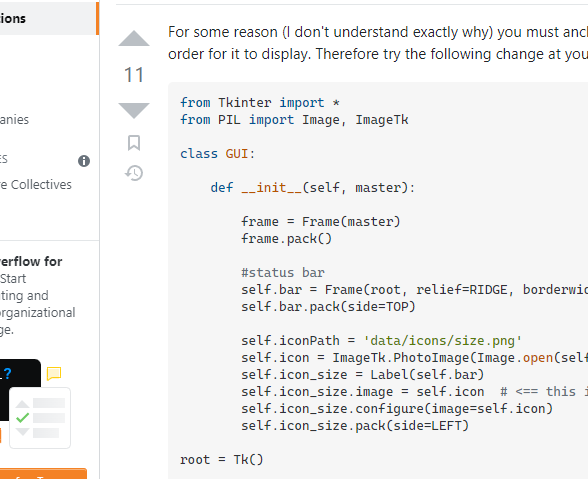 ions
anies
ES
e Collectives
erflow for
Start
ting and
organizational
ge.
?
11
For some reason (I don't understand exactly why) you must anc
order for it to display. Therefore try the following change at you
from Tkinter import *
from PIL import Image, ImageTk
class GUI:
def __init__(self, master):
frame = Frame(master)
frame.pack()
#status bar
self.bar = Frame(root, relief=RIDGE, borderwi
self.bar.pack(side=TOP)
self.iconPath = 'data/icons/size.png'
self.icon = ImageTk.PhotoImage(Image.open(self
self.icon_size = Label(self.bar)
self.icon_size.image = self.icon  # <== this i
self.icon_size.configure(image=self.icon)
self.icon_size.pack(side=LEFT)
root = Tk()